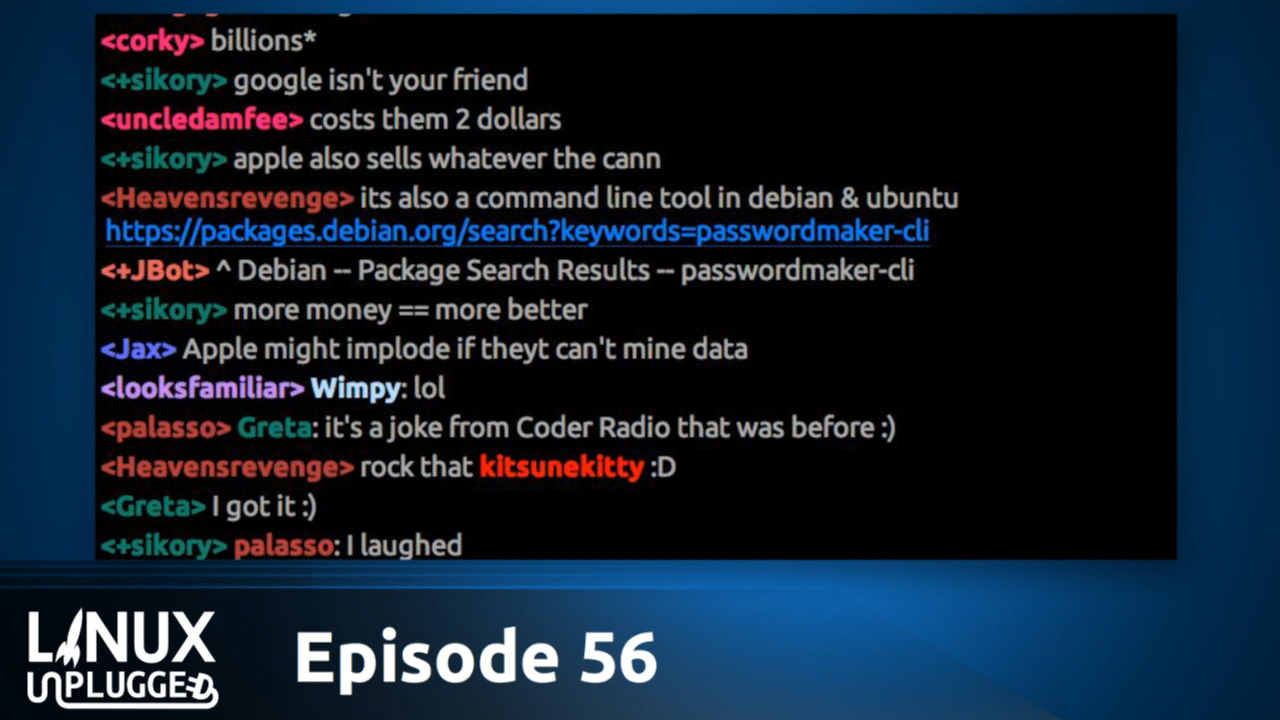 <corky> billions*
<+sikory> google isn't your friend
<uncledamfee> costs them 2 dollars
<+sikory> apple also sells whatever the cann
<Heavensrevenge> its also a command line tool in debian & ubuntu
https://packages.debian.org/search?keywords=passwordmaker-cli
<+JBot> ^ Debian -- Package Search Results -- passwordmaker-cli
<+sikory> more money == more better
<Jax> Apple might implode if theyt can't mine data
<looksfamiliar> Wimpy: lol
<palasso> Greta: it's a joke from Coder Radio that was before :)
<Heavensrevenge> rock that kitsunekitty :D
<Greta> I got it :)
<+sikory> palasso: I laughed
LINUX
UNPLUGGED
Episode 56